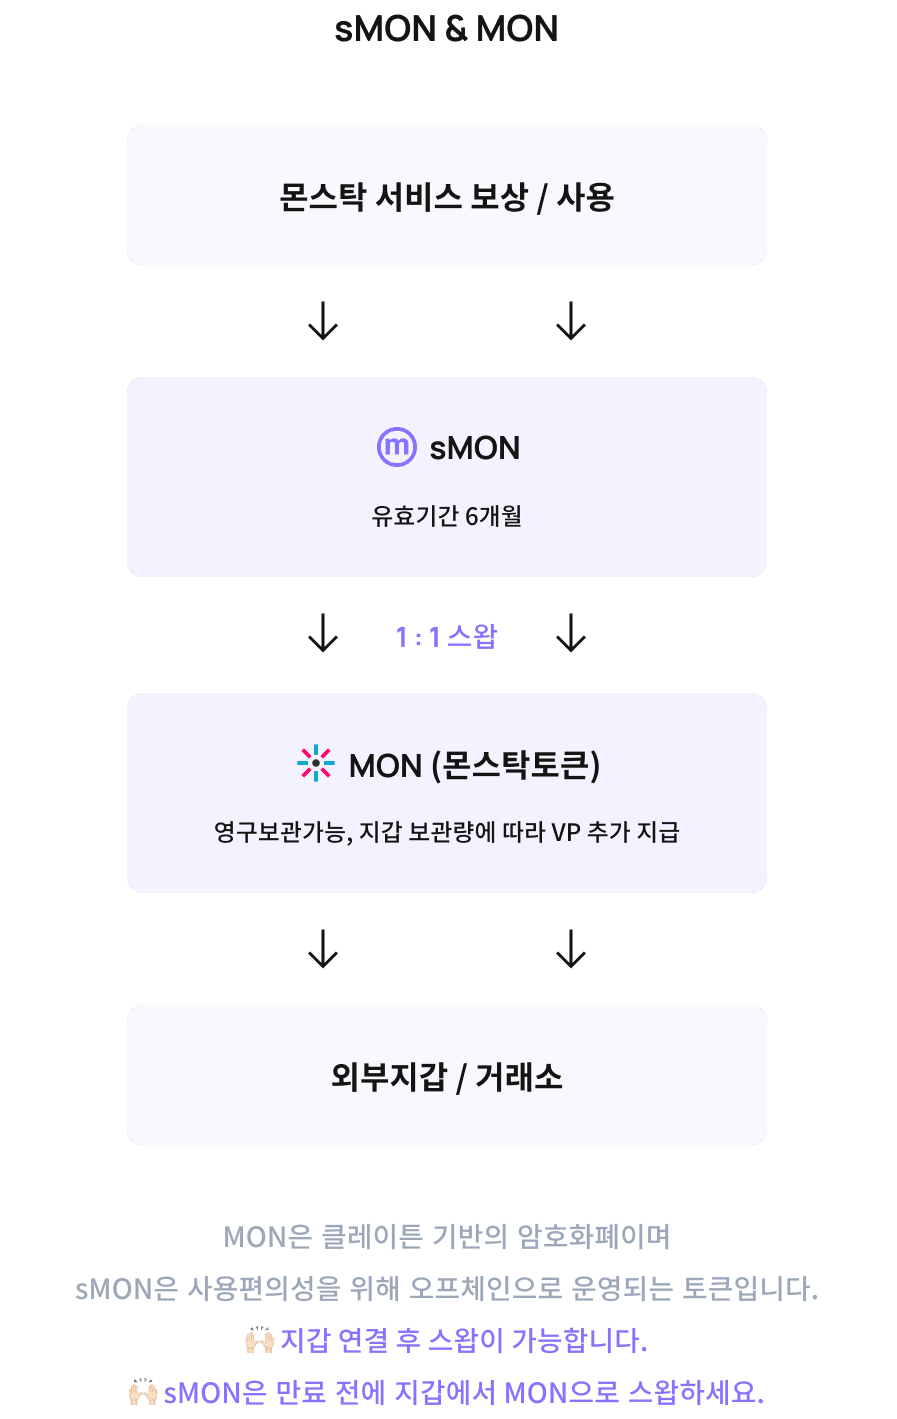 sMON & MON
몬스탁 서비스 보상 / 사용
m sMON
유효기간 6개월
1 : 1 스왑
MON (몬스탁토큰)
영구보관가능, 지갑 보관량에 따라 VP 추가 지급
외부지갑 / 거래소
MON은 클레이튼 기반의 암호화폐이며
sMON은 사용편의성을 위해 오프체인으로 운영되는 토큰입니다.
🙌🏻 지갑 연결 후 스왑이 가능합니다.
🙌🏻 sMON은 만료 전에 지갑에서 MON으로 스왑하세요.